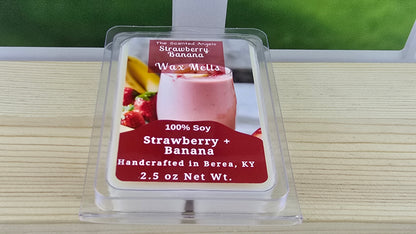 The Scented Angels
Strawberry
Banana
Wax Melts
100% Soy
Strawberry +
Banana
Handcrafted in Berea, KY
2.5 oz Net Wt.